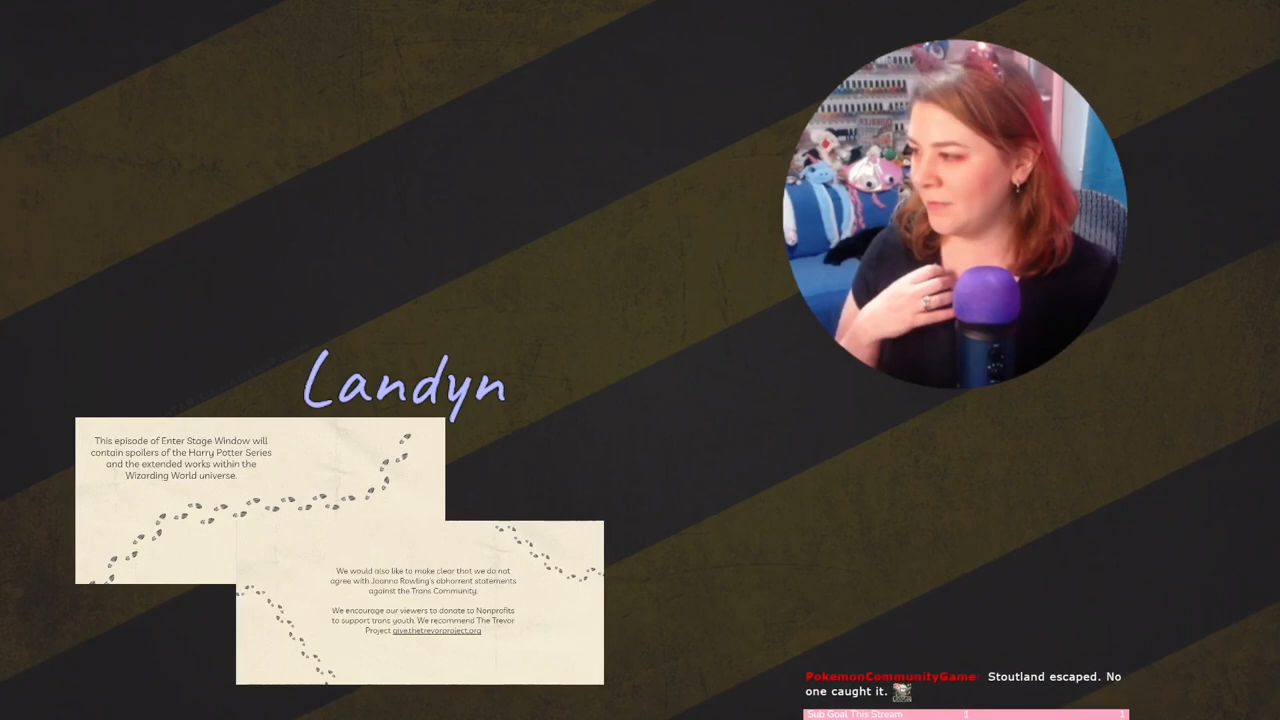 Landyn
This episode of Enter Stage Window will
contain spoilers of the Harry Potter Series
and the extended works within the
Wizarding World universe.
We would also like to make clear that we do not
agree with Joanna Rowling's abhorrent statements
against the Trans Community.
We encourage our viewers to donate to Nonprofits
to support trans youth. We recommend The Trevor
Project give.thetrevorproject.org
PokemonCommunityGame Stoutland escaped. No
one caught it.
Sub Goal This Stream 1 1